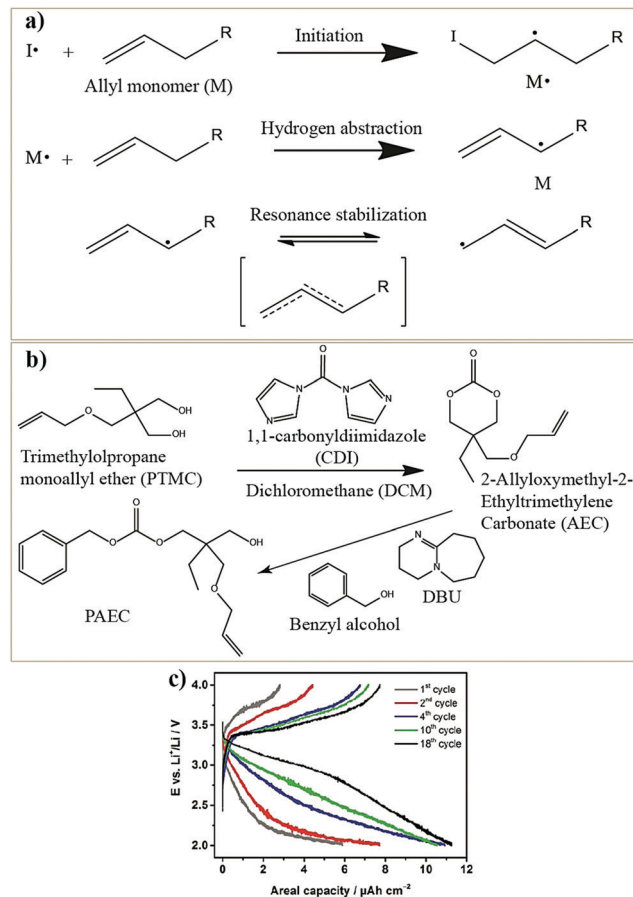 a)
I• + R Initiation I R
Allyl monomer (M) M•
M• + R Hydrogen abstraction R
M
R Resonance stabilization R
R
b)
O
N N N N
O O O
OH
OH
O
1,1-carbonyldiimidazole
(CDI)
Trimethylolpropane
monoallyl ether (PTMC)
Dichloromethane (DCM)
2-Allyloxymethyl-2-
Ethyltrimethylene
Carbonate (AEC)
O
O O OH
O
N
N
OH
DBU
PAEC
Benzyl alcohol
c)
4.0
3.5
3.0
2.5
2.0
E vs. Li⁺/Li / V
1st cycle
2nd cycle
4th cycle
10th cycle
18th cycle
0 2 4 6 8 10 12
Areal capacity / µAh cm⁻²